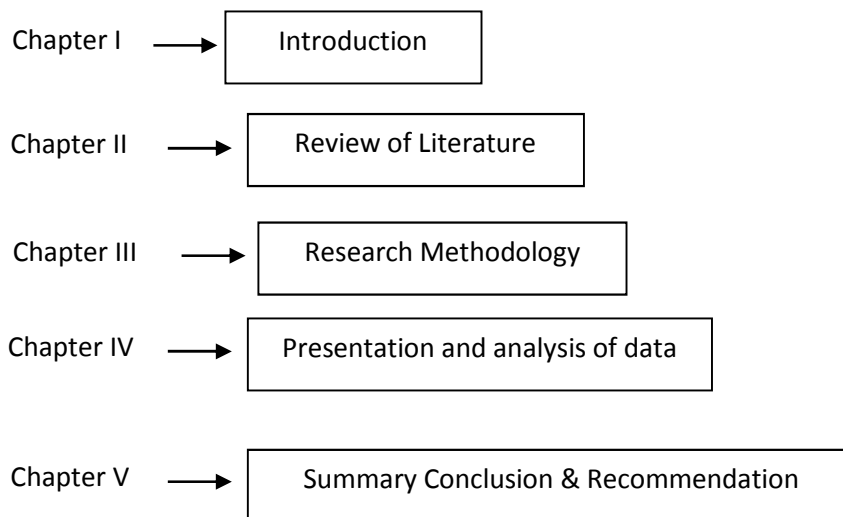 Chapter I Introduction
Chapter II Review of Literature
Chapter III Research Methodology
Chapter IV Presentation and analysis of data
Chapter V Summary Conclusion & Recommendation